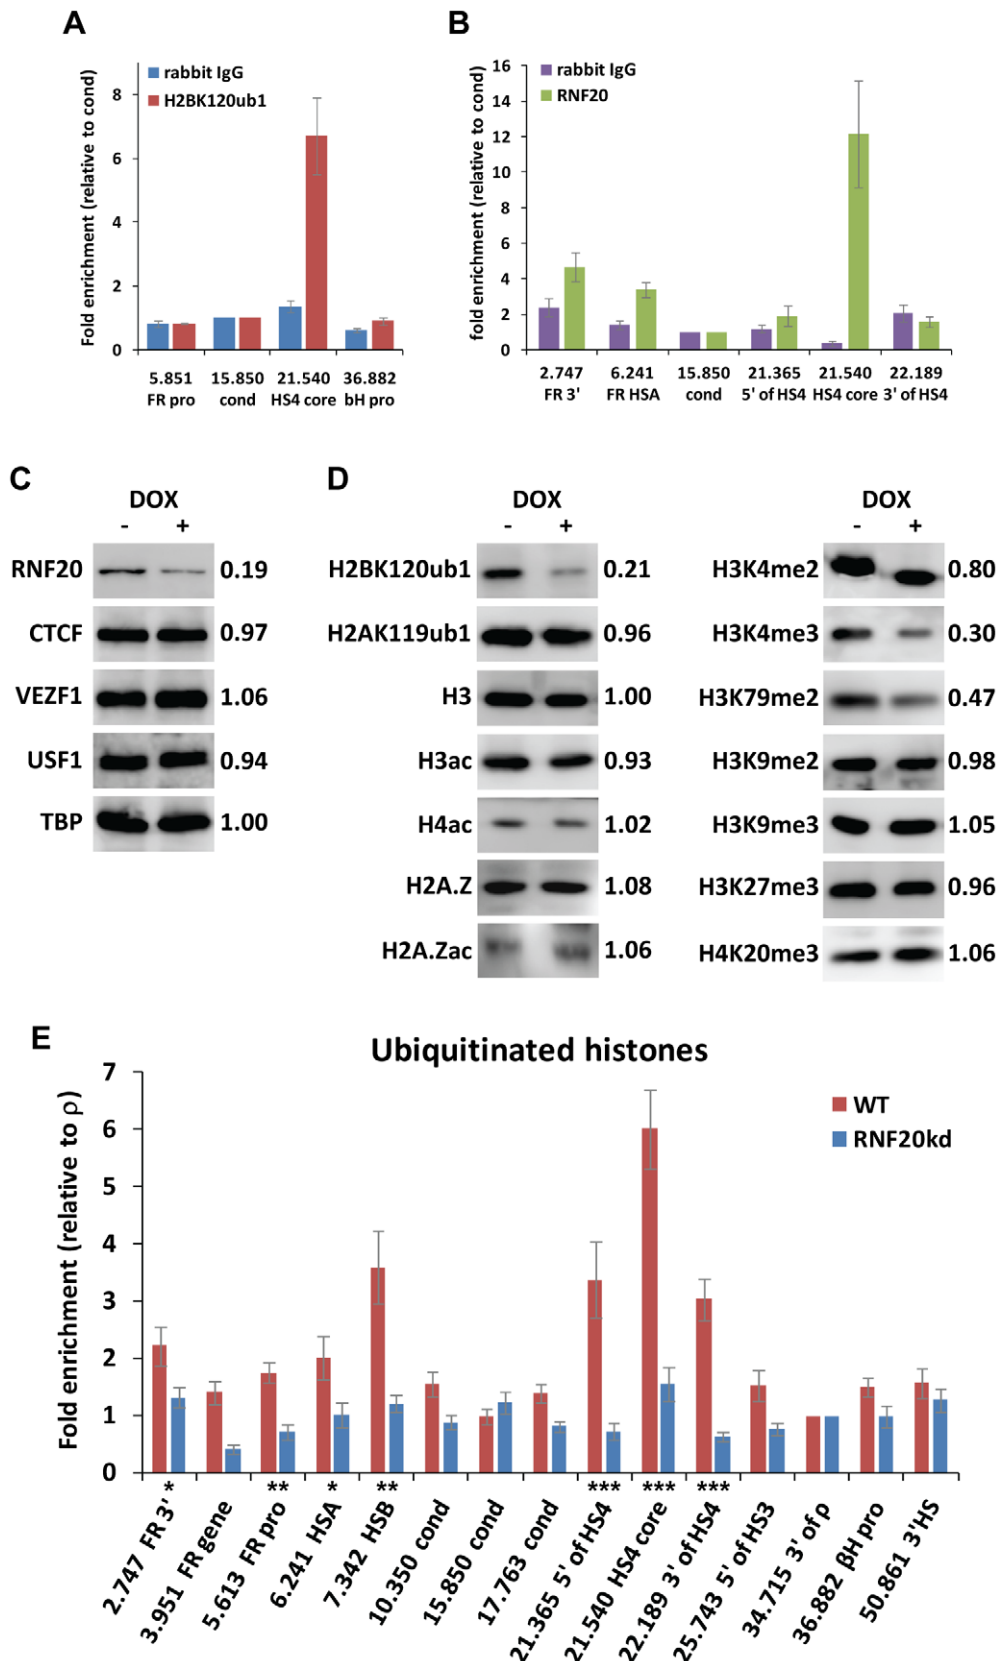 A
rabbit IgG
H2BK120ub1
Fold enrichment (relative to cond)
8
6
4
2
0
5.851 15.850 21.540 36.882
FR pro cond HS4 core bH pro
B
rabbit IgG
RNF20
fold enrichment (relative to cond)
16
14
12
10
8
6
4
2
0
2.747 6.241 15.850 21.365 21.540 22.189
FR 3' FR HSA cond 5' of HS4 HS4 core 3' of HS4
C
DOX
- +
RNF20 0.19
CTCF 0.97
VEZF1 1.06
USF1 0.94
TBP 1.00
D
DOX
- +
H2BK120ub1 0.21
H2AK119ub1 0.96
H3 1.00
H3ac 0.93
H4ac 1.02
H2A.Z 1.08
H2A.Zac 1.06
DOX
- +
H3K4me2 0.80
H3K4me3 0.30
H3K79me2 0.47
H3K9me2 0.98
H3K9me3 1.05
H3K27me3 0.96
H4K20me3 1.06
E
Ubiquitinated histones
WT
RNF20kd
Fold enrichment (relative to ρ)
7
6
5
4
3
2
1
0
2.747 FR 3' *
3.951 FR gene
5.613 FR pro **
6.241 HSA *
7.342 HSB **
10.350 cond
15.850 cond
17.763 cond
21.365 5' of HS4 ***
21.540 HS4 core ***
22.189 3' of HS4 ***
25.743 5' of HS3
34.715 3' of ρ
36.882 βH pro
50.861 3'HS